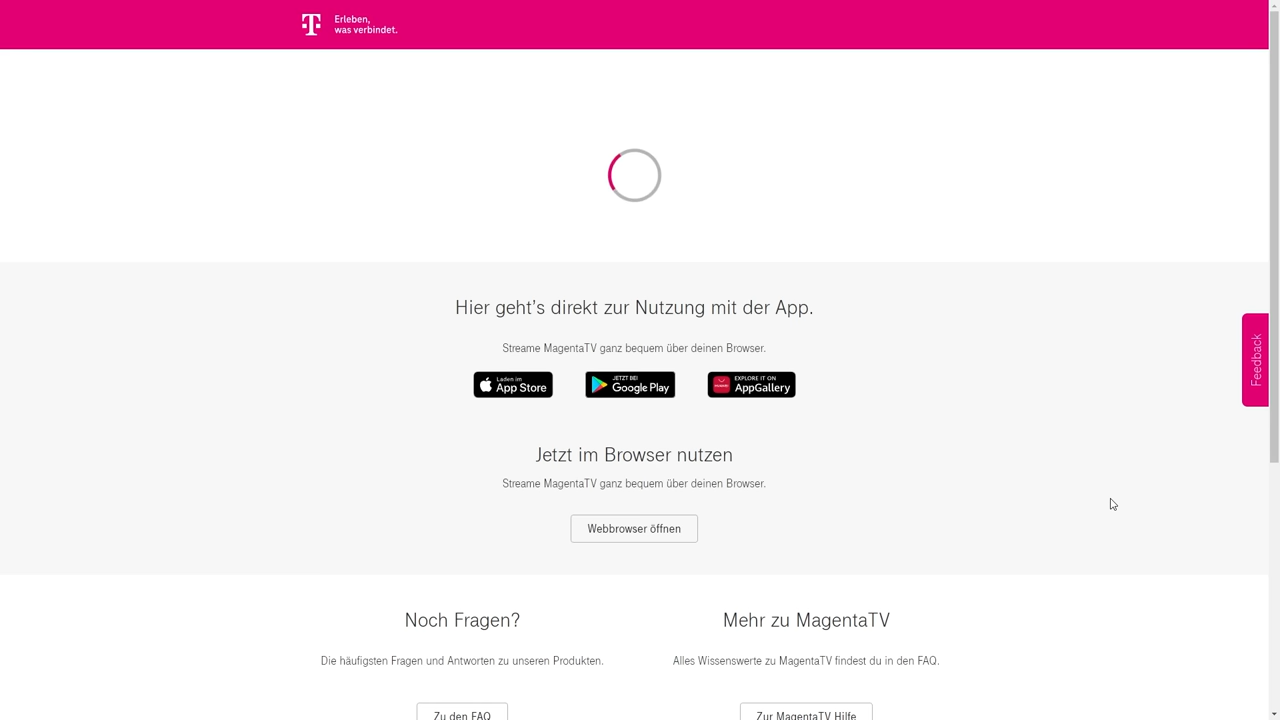 Erleben,
was verbindet.
Hier geht's direkt zur Nutzung mit der App.
Streame MagentaTV ganz bequem über deinen Browser.
Laden im
App Store
JETZT BEI
Google Play
EXPLORE IT ON
AppGallery
Feedback
Jetzt im Browser nutzen
Streame MagentaTV ganz bequem über deinen Browser.
Webbrowser öffnen
Noch Fragen?
Die häufigsten Fragen und Antworten zu unseren Produkten.
Zu den FAQ
Mehr zu MagentaTV
Alles Wissenswerte zu MagentaTV findest du in den FAQ.
Zur MagentaTV Hilfe